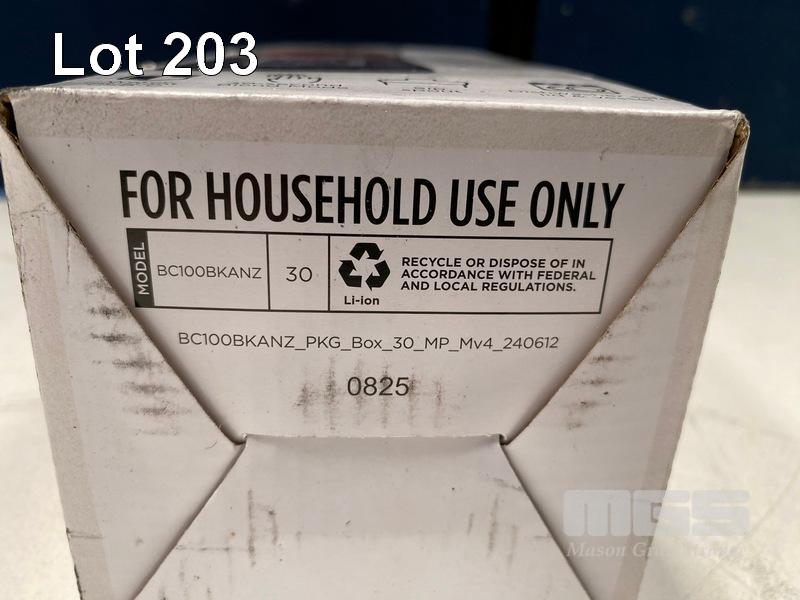 Lot 203
FOR HOUSEHOLD USE ONLY
MODEL
BC100BKANZ
30
Li-ion
RECYCLE OR DISPOSE OF IN
ACCORDANCE WITH FEDERAL
AND LOCAL REGULATIONS.
BC100BKANZ_PKG_Box_30_MP_Mv4_240612
0825
MGS